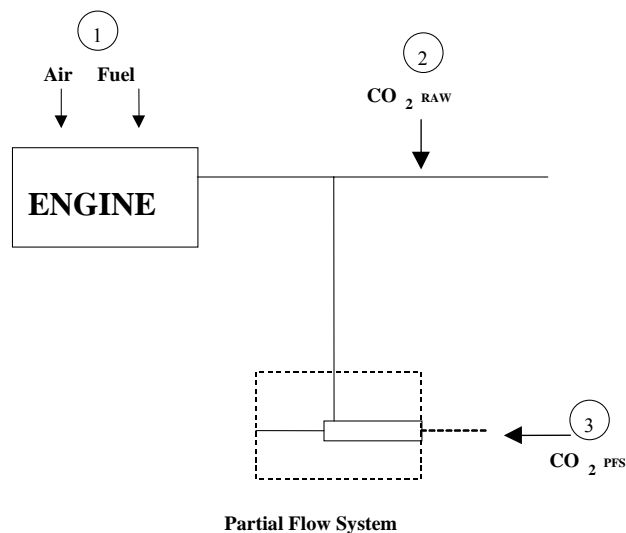 1
Air Fuel
2
CO 2 RAW
ENGINE
3
CO 2 PFS
Partial Flow System